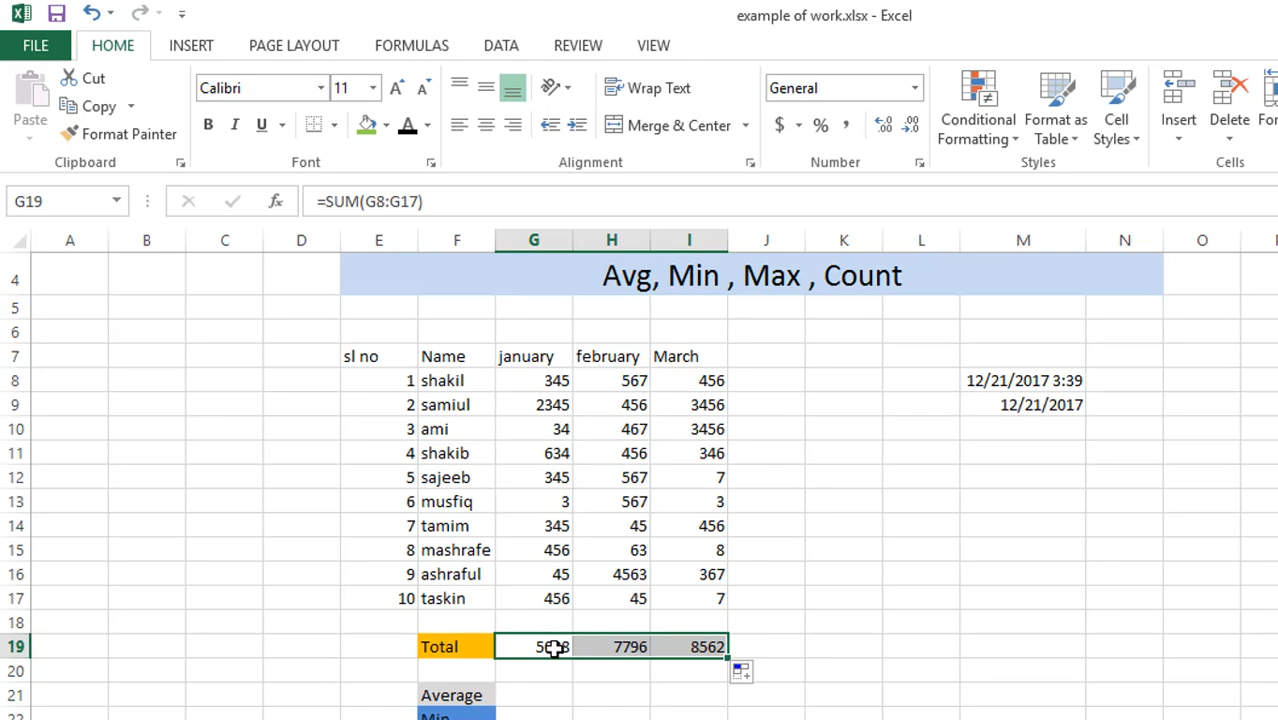 example of work.xlsx - Excel
FILE HOME INSERT PAGE LAYOUT FORMULAS DATA REVIEW VIEW
Paste
Cut
Copy
Format Painter
Clipboard
Calibri 11 A A
B I U A
Font
Wrap Text
Merge & Center
Alignment
General
$ % ,
Number
Conditional Formatting
Format as Table
Cell Styles
Styles
Insert
Delete
Cells
G19 fx =SUM(G8:G17)
A B C D E F G H I J K L M N O
4 Avg, Min , Max , Count
5
6
7 sl no Name january february March
8 1 shakil 345 567 456 12/21/2017 3:39
9 2 samiul 2345 456 3456 12/21/2017
10 3 ami 34 467 3456
11 4 shakib 634 456 346
12 5 sajeeb 345 567 7
13 6 musfiq 3 567 3
14 7 tamim 345 45 456
15 8 mashrafe 456 63 8
16 9 ashraful 45 4563 367
17 10 taskin 456 45 7
18
19 Total 7796 8562
20
21 Average
22 Min